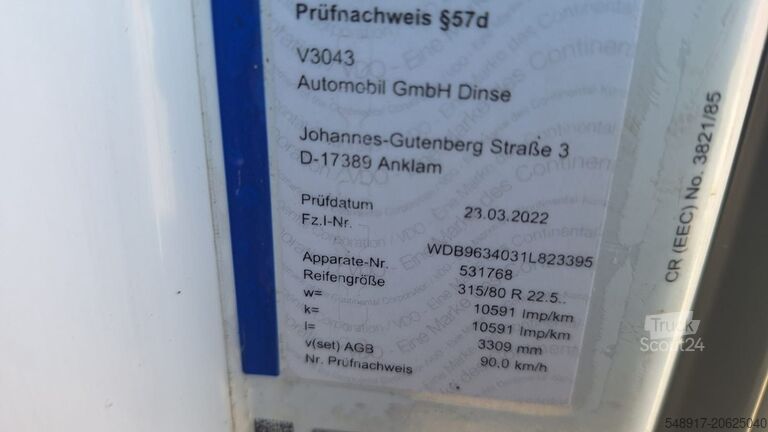 Prüfnachweis §57d
V3043
Automobil GmbH Dinse
Johannes-Gutenberg Straße 3
D-17389 Anklam
Prüfdatum 23.03.2022
Fz.I-Nr. WDB9634031L823395
Apparate-Nr. 531768
Reifengröße 315/80 R 22.5..
w= 10591 Imp/km
k= 10591 Imp/km
l= 3309 mm
v(set) AGB 90,0 km/h
Nr. Prüfnachweis
CR (EEC) No. 3821/85
Truck
Scout24
548917-20625040